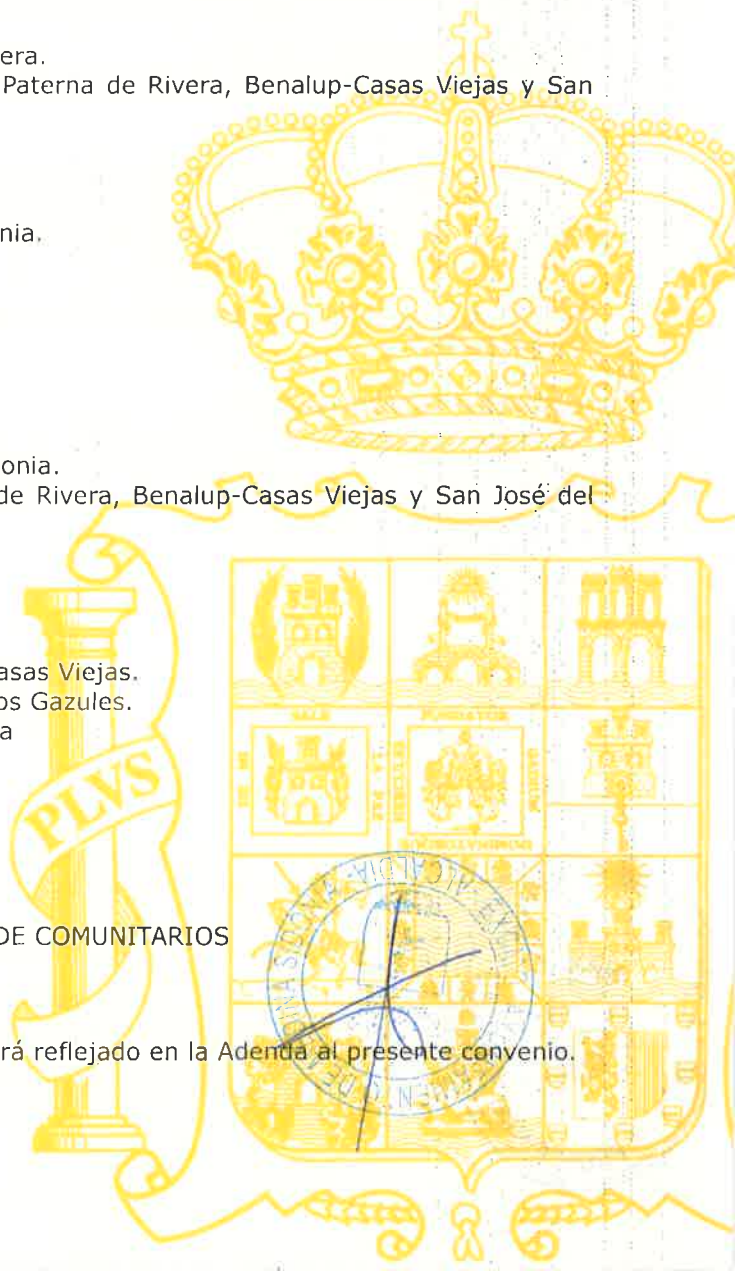 era.
Paterna de Rivera, Benalup-Casas Viejas y San
nia.
onia.
de Rivera, Benalup-Casas Viejas y San José del
asas Viejas.
os Gazules.
a
PLVS
DE COMUNITARIOS
rá reflejado en la Adenda al presente convenio.